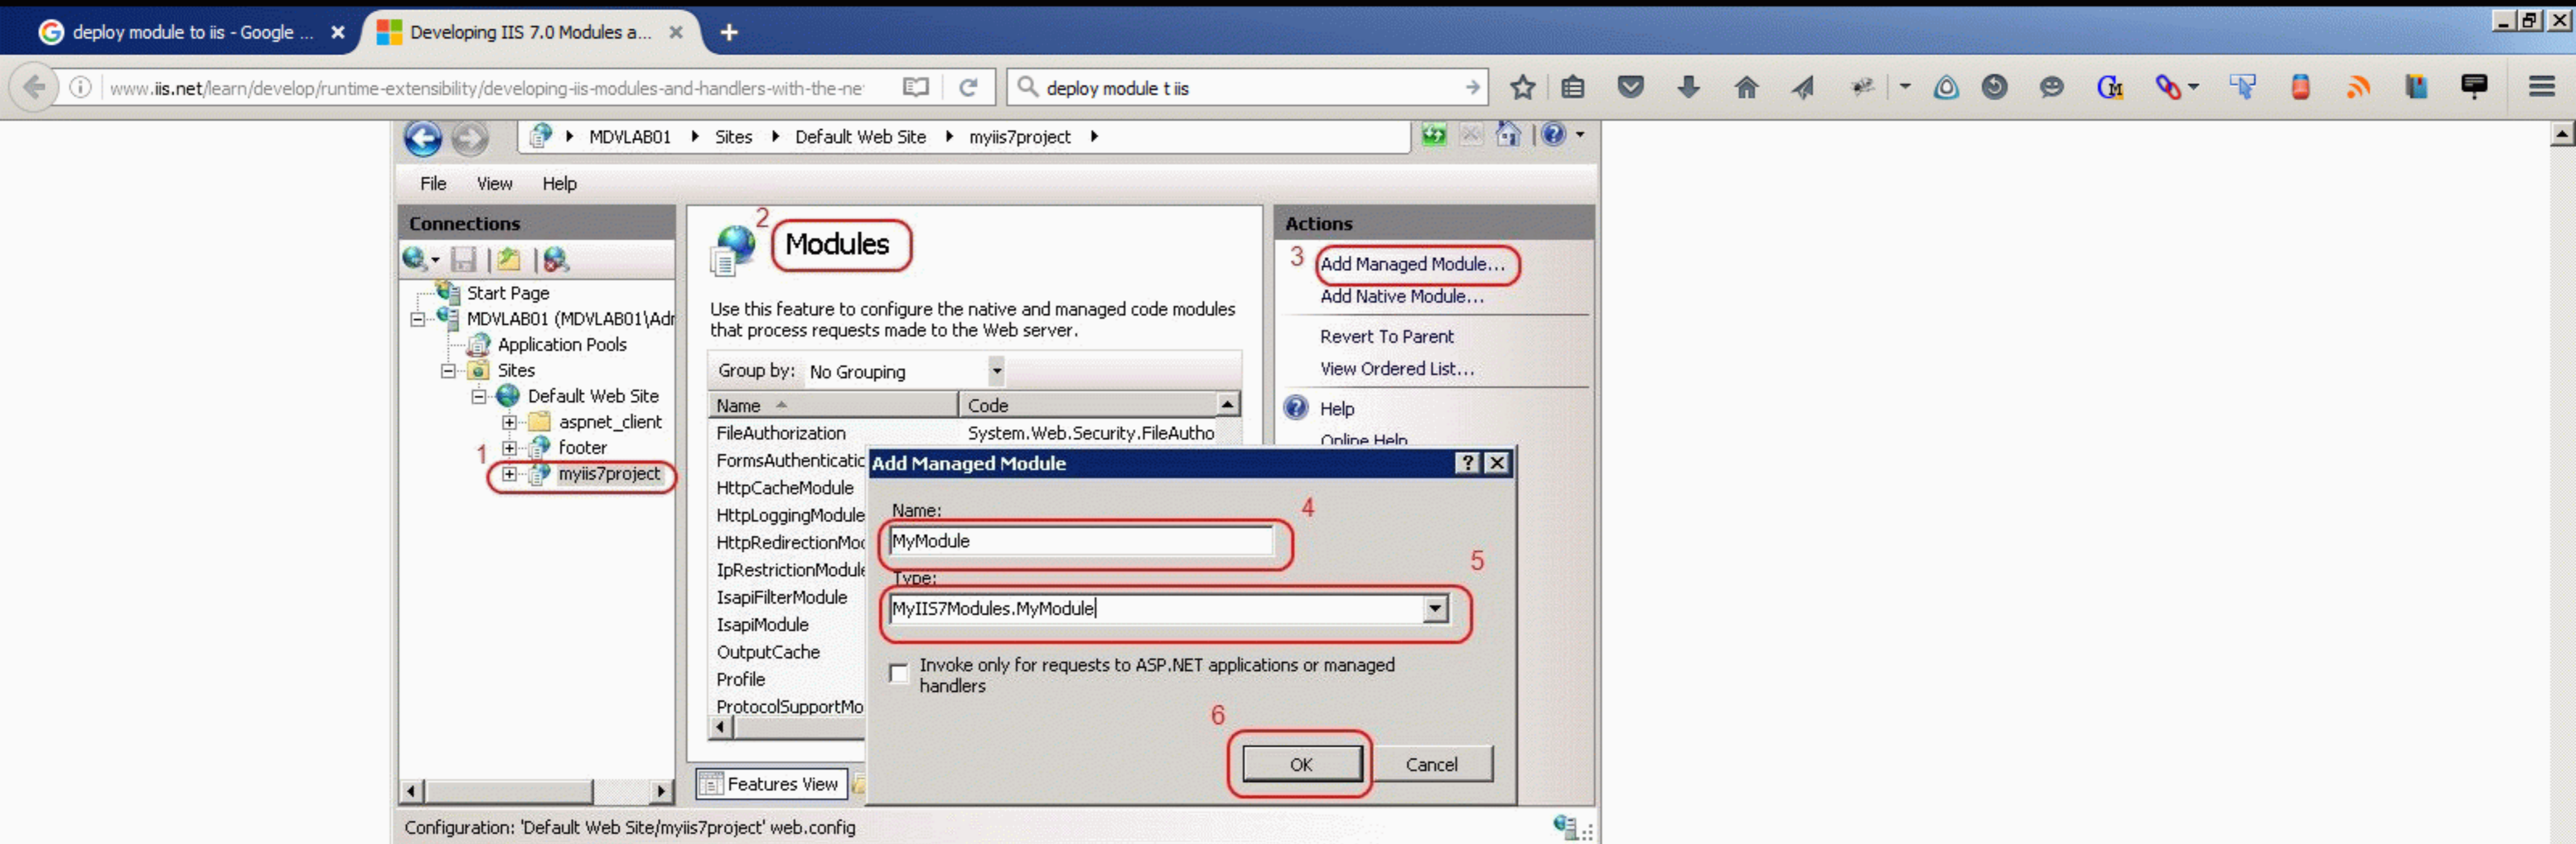 deploy module to iis - Google ...
Developing IIS 7.0 Modules a...
www.iis.net/learn/develop/runtime-extensibility/developing-iis-modules-and-handlers-with-the-ne
deploy module t iis
MDVLAB01 Sites Default Web Site myiis7project
File View Help
Connections
Start Page
MDVLAB01 (MDVLAB01\Adr
Application Pools
Sites
Default Web Site
aspnet_client
footer
1
myiis7project
2
Modules
Use this feature to configure the native and managed code modules
that process requests made to the Web server.
Group by: No Grouping
Name Code
FileAuthorization System.Web.Security.FileAutho
FormsAuthenticatic
HttpCacheModule
HttpLoggingModule
HttpRedirectionMoc
IpRestrictionModule
IsapiFilterModule
IsapiModule
OutputCache
Profile
ProtocolSupportMo
Features View
Actions
3 Add Managed Module...
Add Native Module...
Revert To Parent
View Ordered List...
Help
Online Help
Add Managed Module
Name:
4
MyModule
5
Type:
MyIIS7Modules.MyModule
Invoke only for requests to ASP.NET applications or managed
handlers
6
OK Cancel
Configuration: 'Default Web Site/myiis7project' web.config